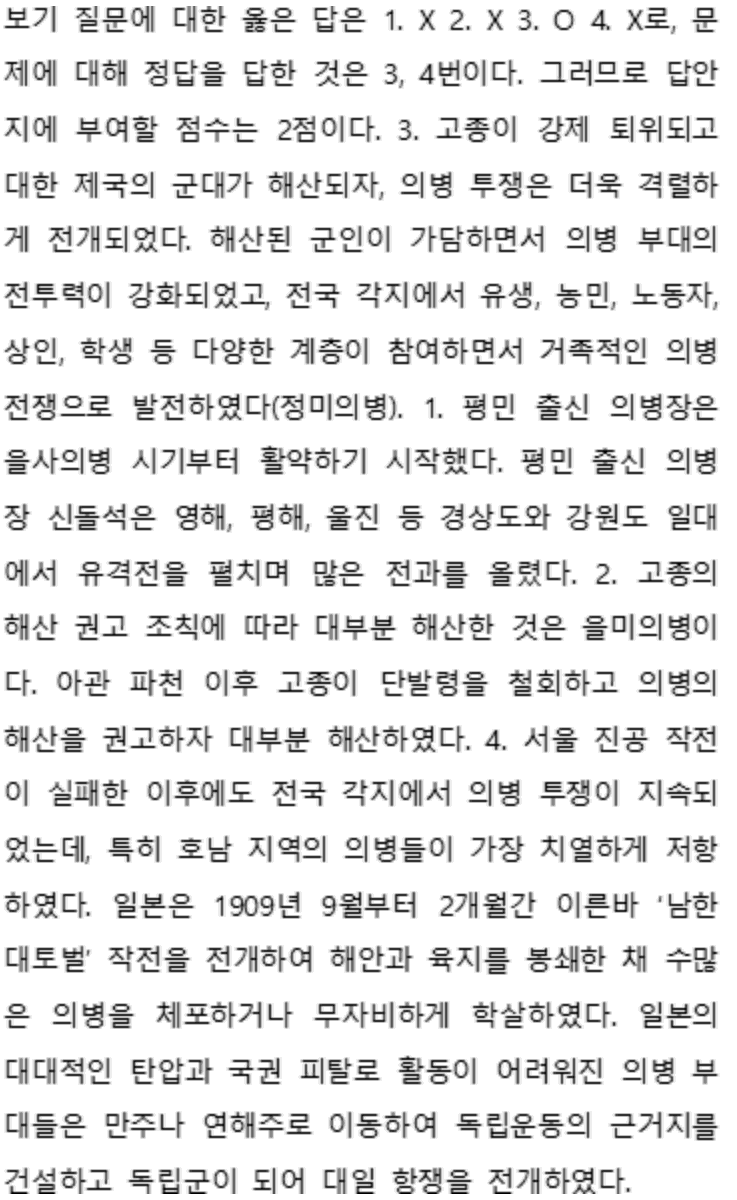 보기 질문에 대한 옳은 답은 1. X 2. X 3. O 4. X로, 문
제에 대해 정답을 답한 것은 3, 4번이다. 그러므로 답안
지에 부여할 점수는 2점이다. 3. 고종이 강제 퇴위되고
대한 제국의 군대가 해산되자, 의병 투쟁은 더욱 격렬하
게 전개되었다. 해산된 군인이 가담하면서 의병 부대의
전투력이 강화되었고, 전국 각지에서 유생, 농민, 노동자,
상인, 학생 등 다양한 계층이 참여하면서 거족적인 의병
전쟁으로 발전하였다(정미의병). 1. 평민 출신 의병장은
을사의병 시기부터 활약하기 시작했다. 평민 출신 의병
장 신돌석은 영해, 평해, 울진 등 경상도와 강원도 일대
에서 유격전을 펼치며 많은 전과를 올렸다. 2. 고종의
해산 권고 조칙에 따라 대부분 해산한 것은 을미의병이
다. 아관 파천 이후 고종이 단발령을 철회하고 의병의
해산을 권고하자 대부분 해산하였다. 4. 서울 진공 작전
이 실패한 이후에도 전국 각지에서 의병 투쟁이 지속되
었는데, 특히 호남 지역의 의병들이 가장 치열하게 저항
하였다. 일본은 1909년 9월부터 2개월간 이른바 '남한
대토벌' 작전을 전개하여 해안과 육지를 봉쇄한 채 수많
은 의병을 체포하거나 무자비하게 학살하였다. 일본의
대대적인 탄압과 국권 피탈로 활동이 어려워진 의병 부
대들은 만주나 연해주로 이동하여 독립운동의 근거지를
건설하고 독립군이 되어 대일 항쟁을 전개하였다.